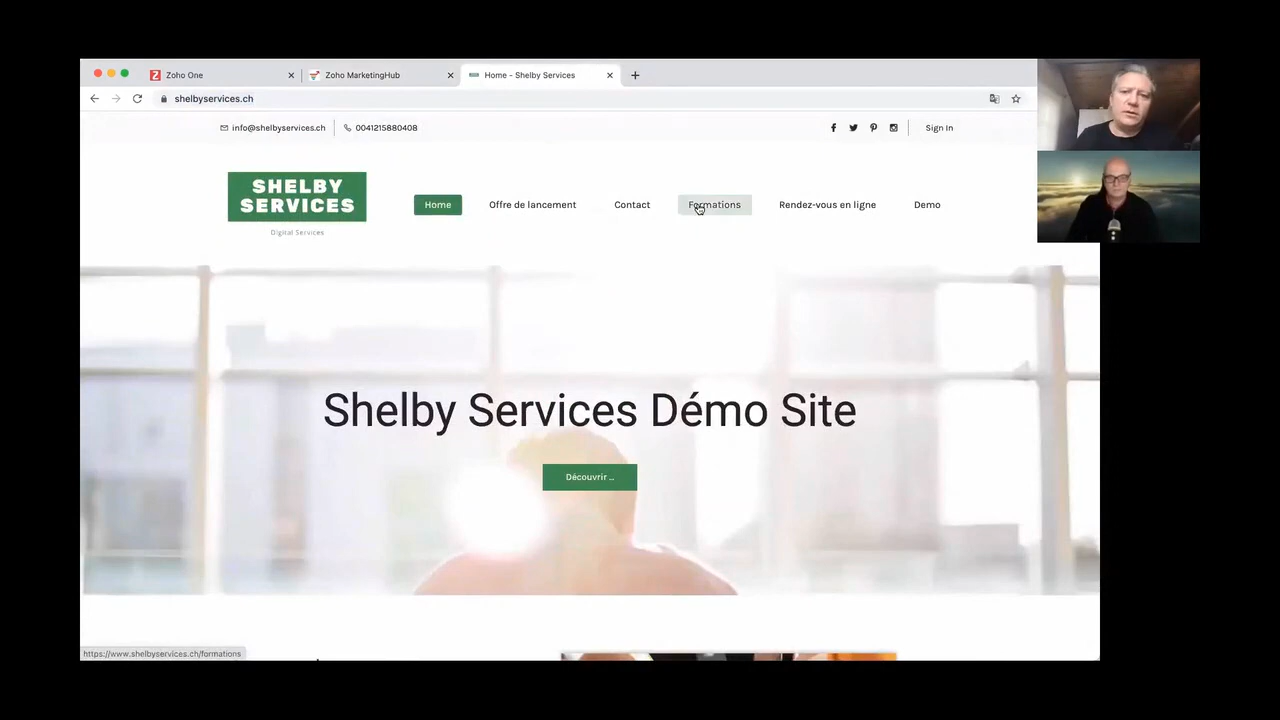 Zoho One
Zoho MarketingHub
Home - Shelby Services
shelbyservices.ch
info@shelbyservices.ch
0041215880408
Sign In
SHELBY
SERVICES
Digital Services
Home
Offre de lancement
Contact
Formations
Rendez-vous en ligne
Demo
Shelby Services Démo Site
Découvrir ..
https://www.shelbyservices.ch/formations